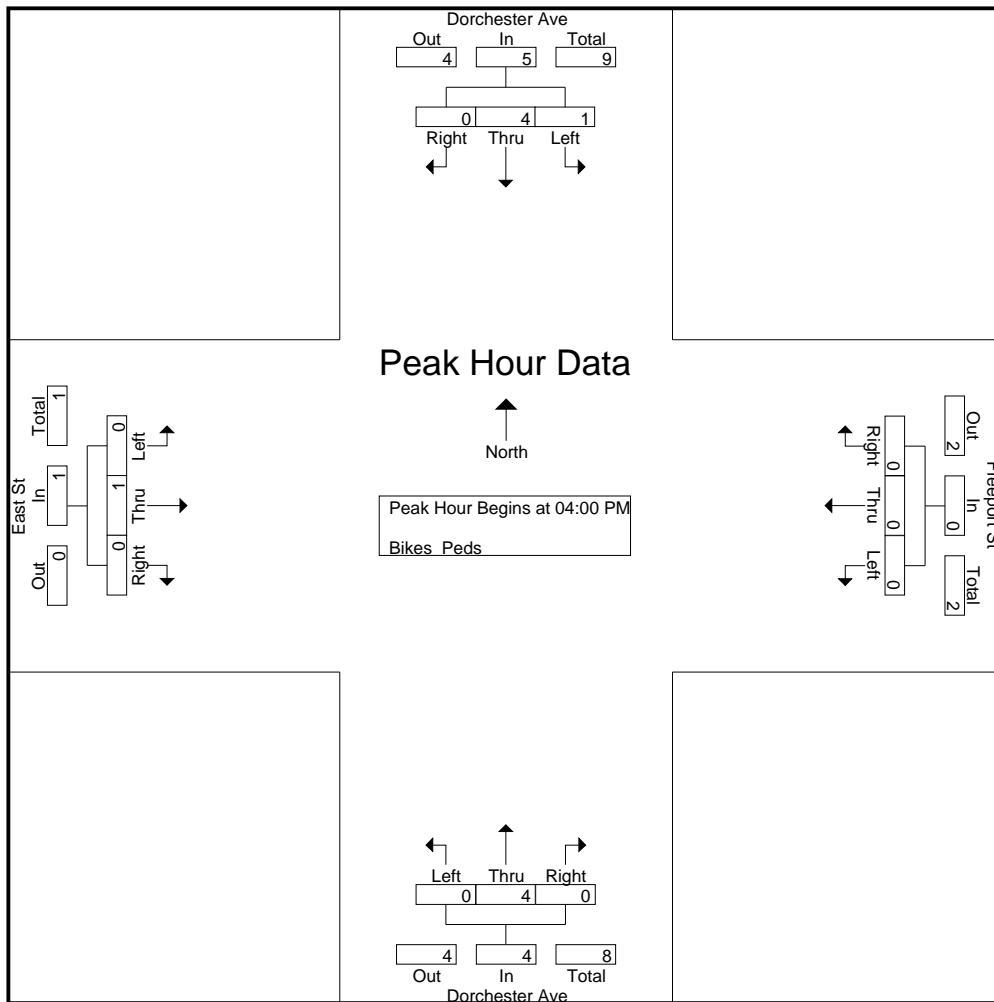 Dorchester Ave
Out In Total
4 5 9
0 4 1
Right Thru Left
Peak Hour Data
North
Peak Hour Begins at 04:00 PM
Bikes Peds
East St
Total In Out
1 1 0
0 1 0
Left Thru Right
Right Thru Left
0 0 0
Out In Total
2 0 2
Left Thru Right
0 4 0
4 4 8
Out In Total
Dorchester Ave